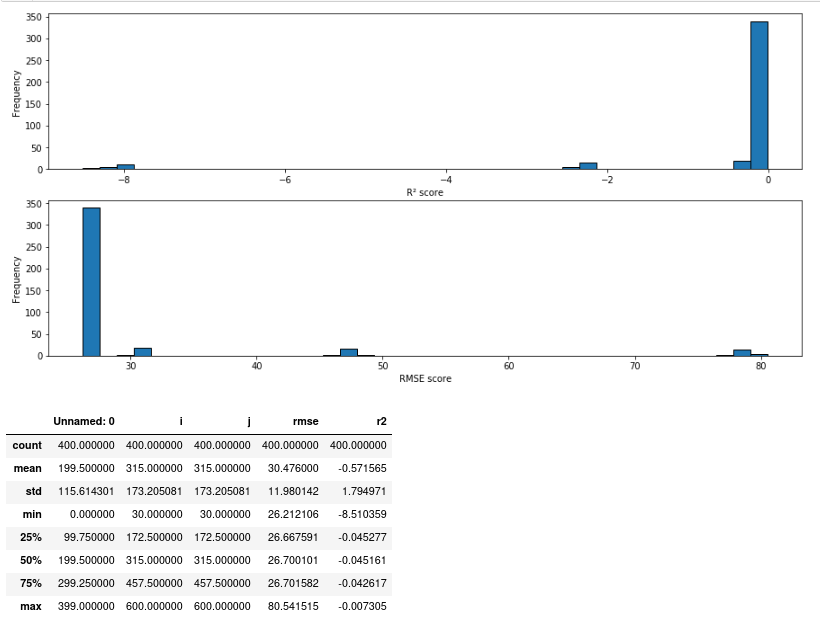 350
300
250
200
150
100
50
0
Frequency
−8 −6 −4 −2 0
R² score
350
300
250
200
150
100
50
0
Frequency
30 40 50 60 70 80
RMSE score
Unnamed: 0 i j rmse r2
count 400.000000 400.000000 400.000000 400.000000 400.000000
mean 199.500000 315.000000 315.000000 30.476000 -0.571565
std 115.614301 173.205081 173.205081 11.980142 1.794971
min 0.000000 30.000000 30.000000 26.212106 -8.510359
25% 99.750000 172.500000 172.500000 26.667591 -0.045277
50% 199.500000 315.000000 315.000000 26.700101 -0.045161
75% 299.250000 457.500000 457.500000 26.701582 -0.042617
max 399.000000 600.000000 600.000000 80.541515 -0.007305